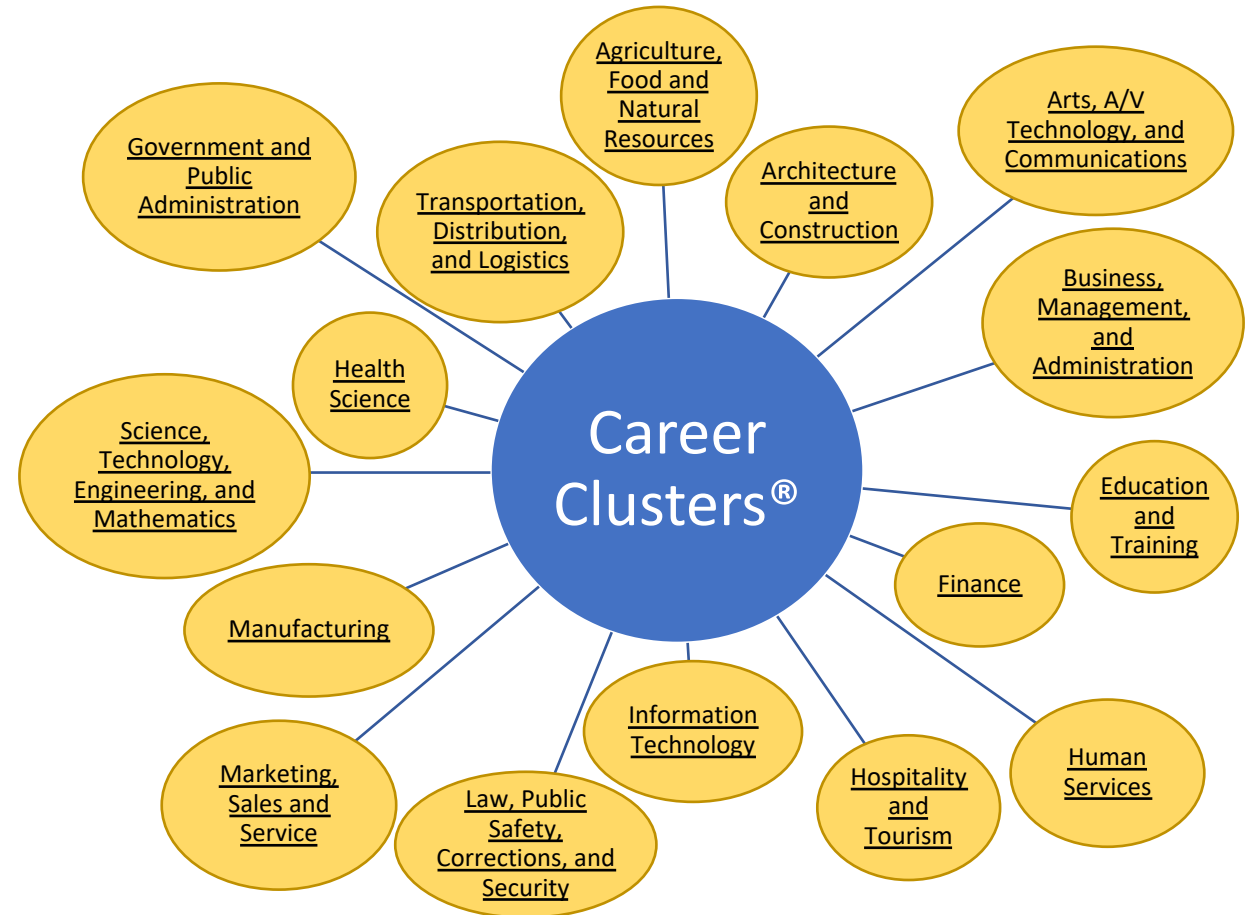 Agriculture,
Food and
Natural
Resources
Arts, A/V
Technology, and
Communications
Government and
Public
Administration
Architecture
and
Construction
Transportation,
Distribution,
and Logistics
Business,
Management,
and
Administration
Health
Science
Career
Clusters®
Science,
Technology,
Engineering, and
Mathematics
Education
and
Training
Finance
Manufacturing
Information
Technology
Human
Services
Marketing,
Sales and
Service
Hospitality
and
Tourism
Law, Public
Safety,
Corrections, and
Security